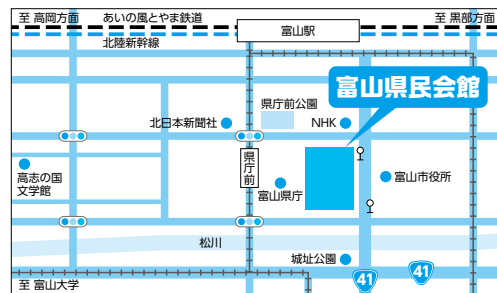 至 高岡方面
あいの風とやま鉄道
富山駅
至 黒部方面
北陸新幹線
富山県民会館
県庁前公園
北日本新聞社
NHK
県庁前
高志の国
文学館
富山県庁
富山市役所
松川
城址公園
41
41
至 富山大学